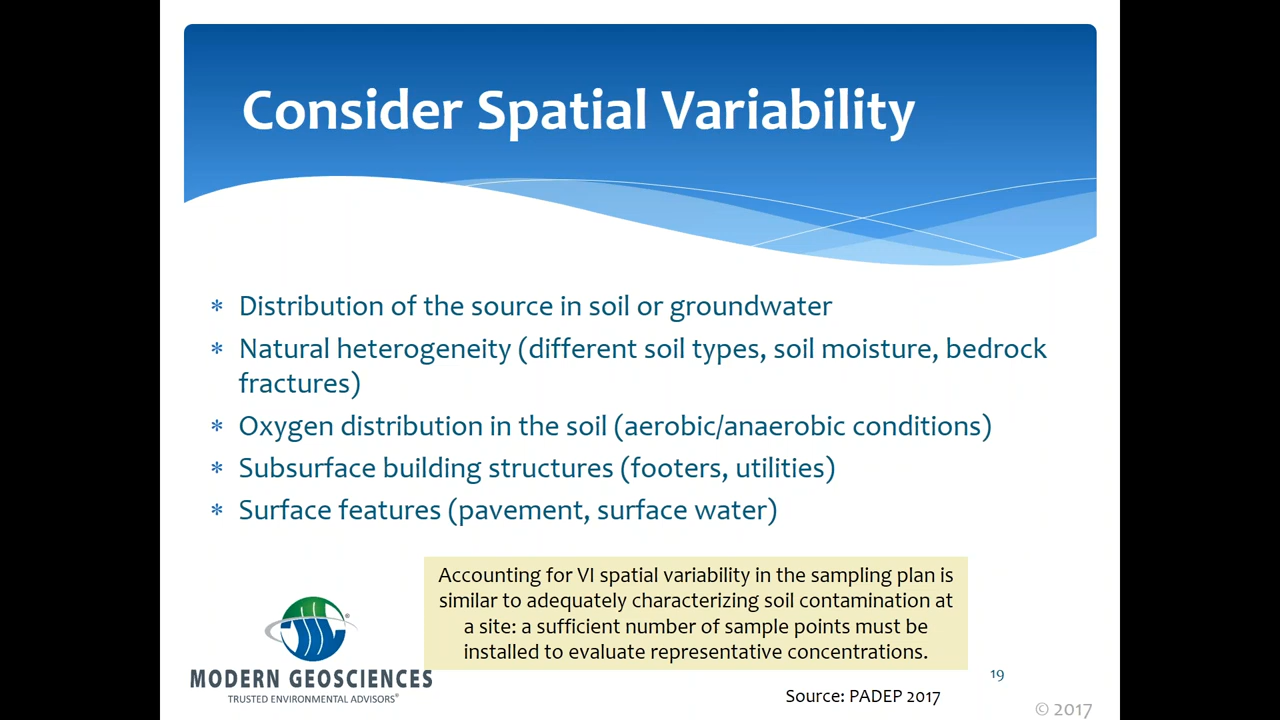 Consider Spatial Variability
* Distribution of the source in soil or groundwater
* Natural heterogeneity (different soil types, soil moisture, bedrock
fractures)
* Oxygen distribution in the soil (aerobic/anaerobic conditions)
* Subsurface building structures (footers, utilities)
* Surface features (pavement, surface water)
Accounting for VI spatial variability in the sampling plan is
similar to adequately characterizing soil contamination at
a site: a sufficient number of sample points must be
installed to evaluate representative concentrations.
MODERN GEOSCIENCES
TRUSTED ENVIRONMENTAL ADVISORS®
Source: PADEP 2017
19
© 2017